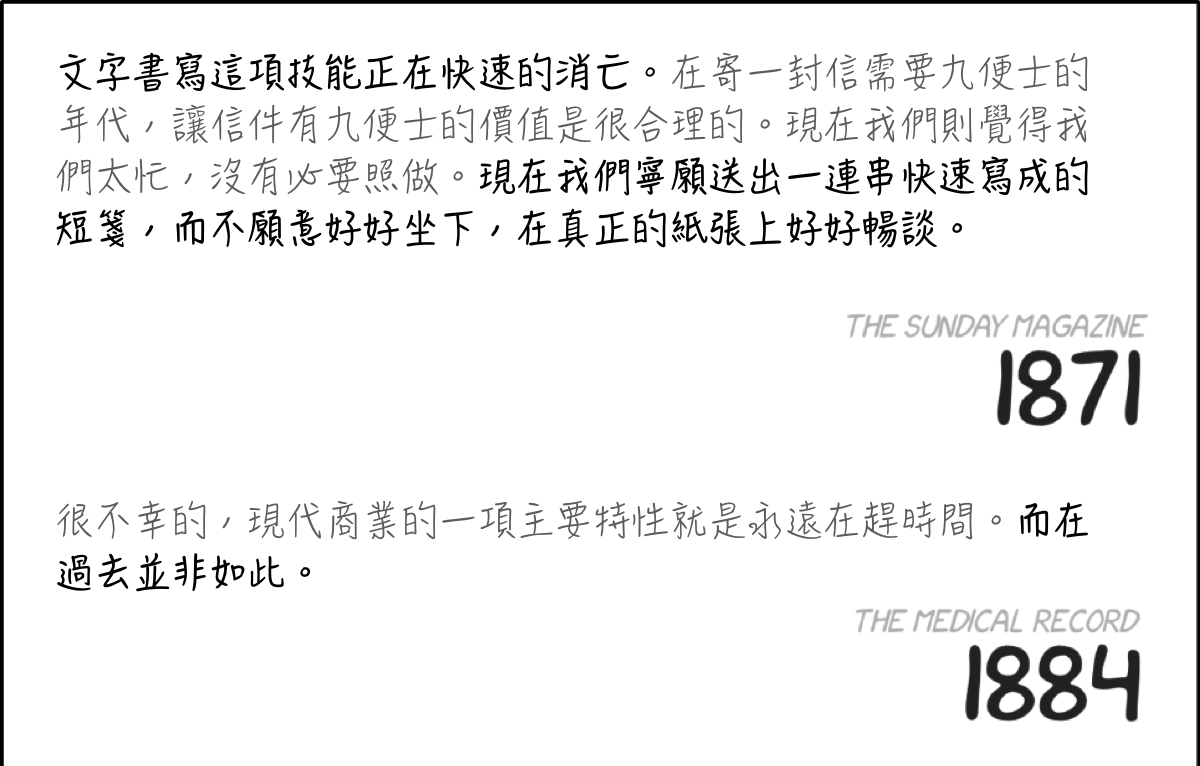 文字書寫這項技能正在快速的消亡。在寄一封信需要九便士的
年代，讓信件有九便士的價值是很合理的。現在我們則覺得我
們太忙，沒有必要照做。現在我們寧願送出一連串快速寫成的
短箋，而不願意好好坐下，在真正的紙張上好好暢談。
THE SUNDAY MAGAZINE
1871
很不幸的，現代商業的一項主要特性就是永遠在趕時間。而在
過去並非如此。
THE MEDICAL RECORD
1884